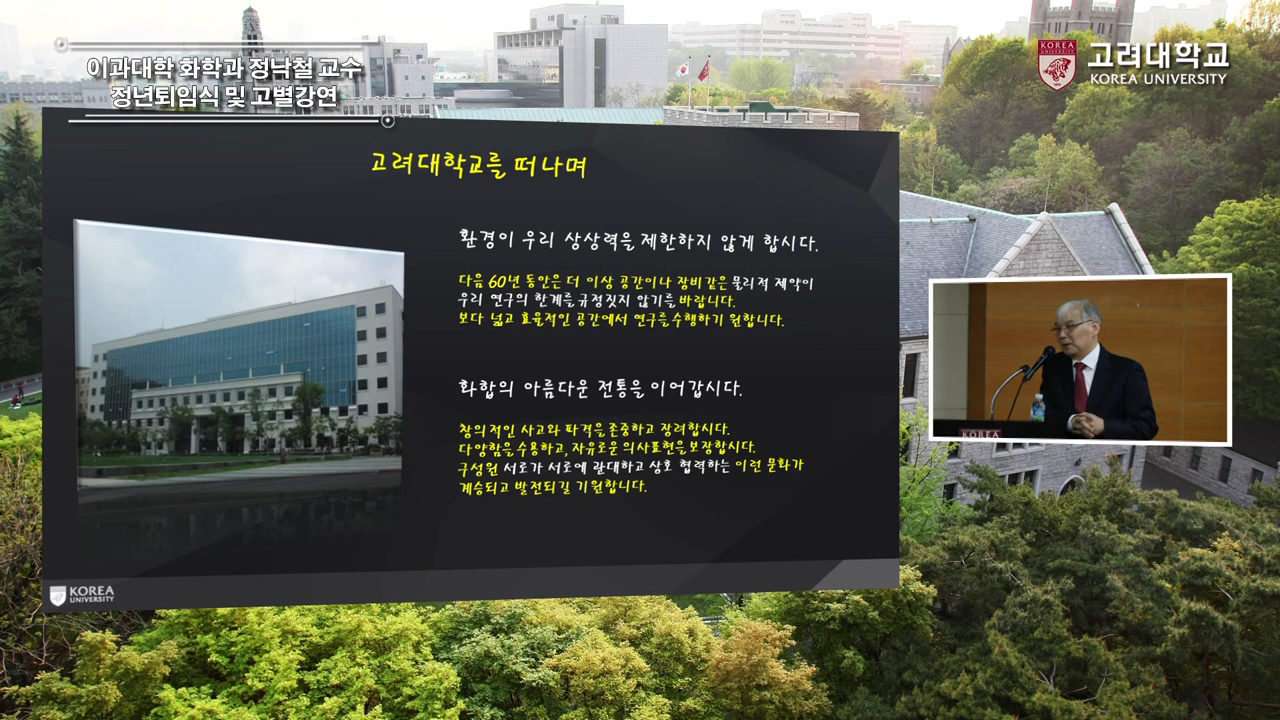 이과대학 화학과 정낙철 교수
정년퇴임식 및 고별강연
KOREA
고려대학교
KOREA UNIVERSITY
고려대학교를 떠나며
환경이 우리 상상력을 제한하지 않게 합시다.
다음 60년 동안은 더 이상 공간이나 장비같은 물리적 제약이
우리 연구의 한계를 규정짓지 않기를 바랍니다.
보다 넓고 효율적인 공간에서 연구를 수행하기 원합니다.
화합의 아름다운 전통을 이어갑시다.
창의적인 사고와 파격을 존중하고 장려합시다.
다양함을 수용하고, 자유로운 의사표현을 보장합시다.
구성원 서로가 서로에 관대하고 상호 협력하는 이런 문화가
계승되고 발전되길 기원합니다.
KOREA
UNIVERSITY
KOREA